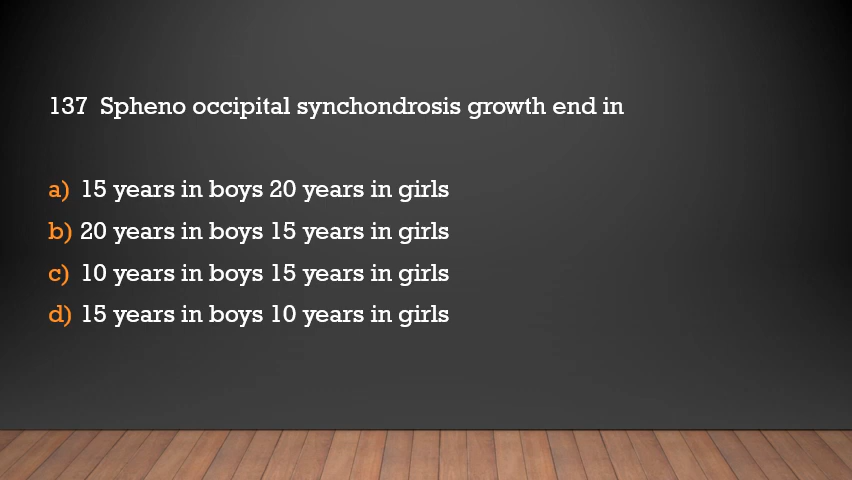 137 Spheno occipital synchondrosis growth end in
a) 15 years in boys 20 years in girls
b) 20 years in boys 15 years in girls
c) 10 years in boys 15 years in girls
d) 15 years in boys 10 years in girls